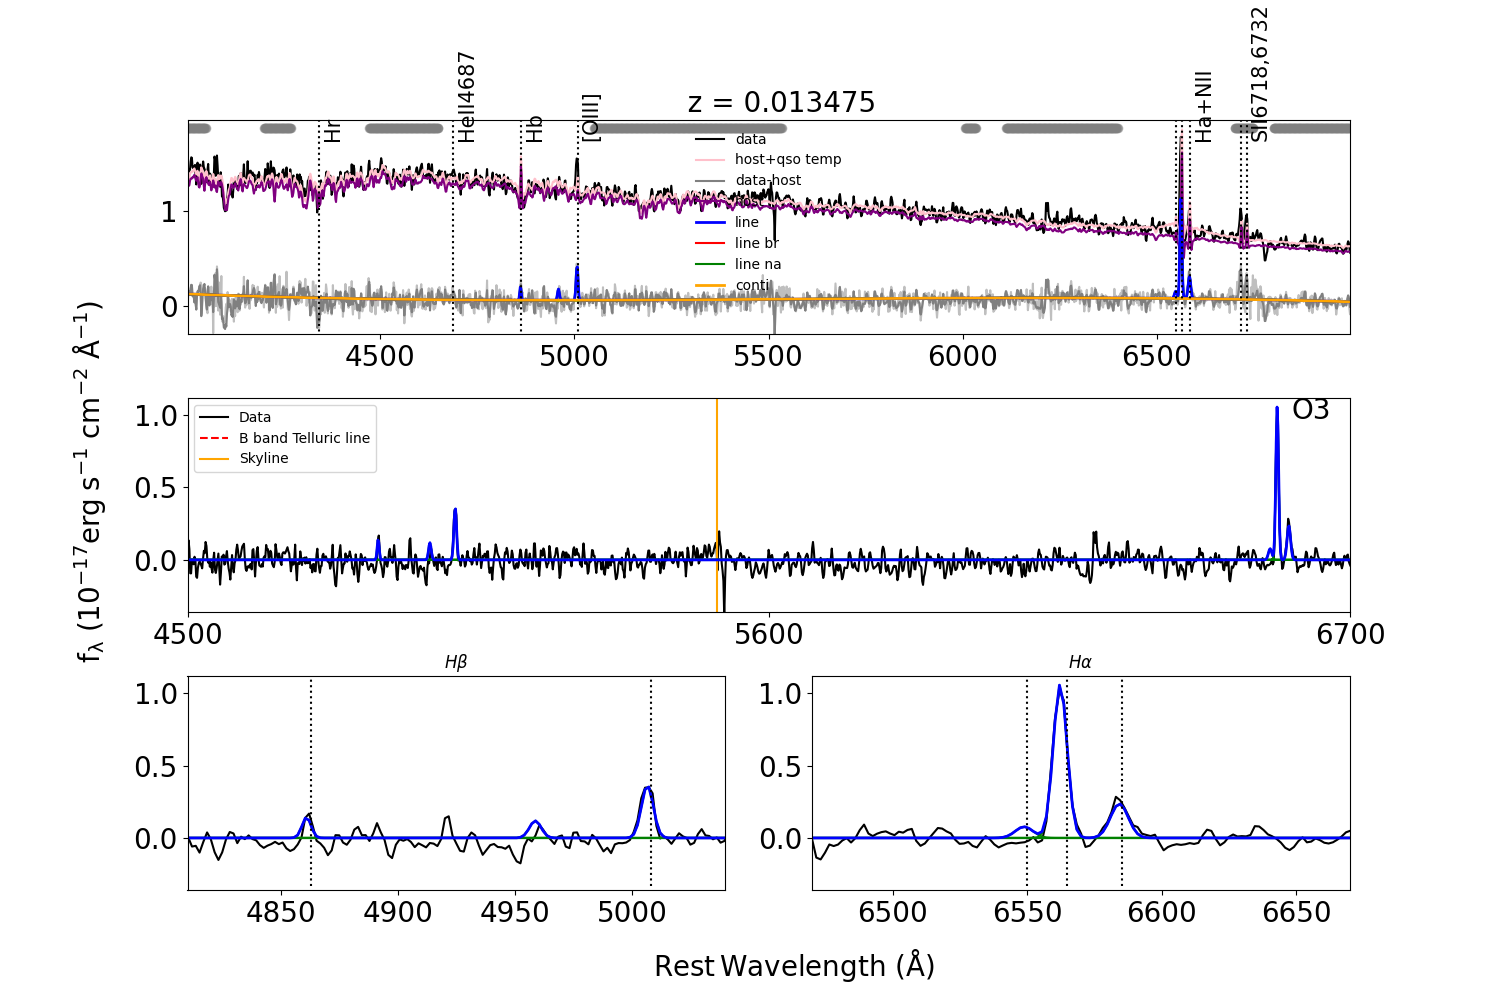 z = 0.013475
Hr
HeII4687
Hb
[OIII]
Ha+NII
SII6718,6732
data
host+qso temp
data-host
line
line br
line na
conti
1
0
4500 5000 5500 6000 6500
f_λ (10⁻¹⁷erg s⁻¹ cm⁻² Å⁻¹)
Data
B band Telluric line
Skyline
O3
1.0
0.5
0.0
4500 5600 6700
Hβ
1.0
0.5
0.0
4850 4900 4950 5000
Hα
1.0
0.5
0.0
6500 6550 6600 6650
Rest Wavelength (Å)